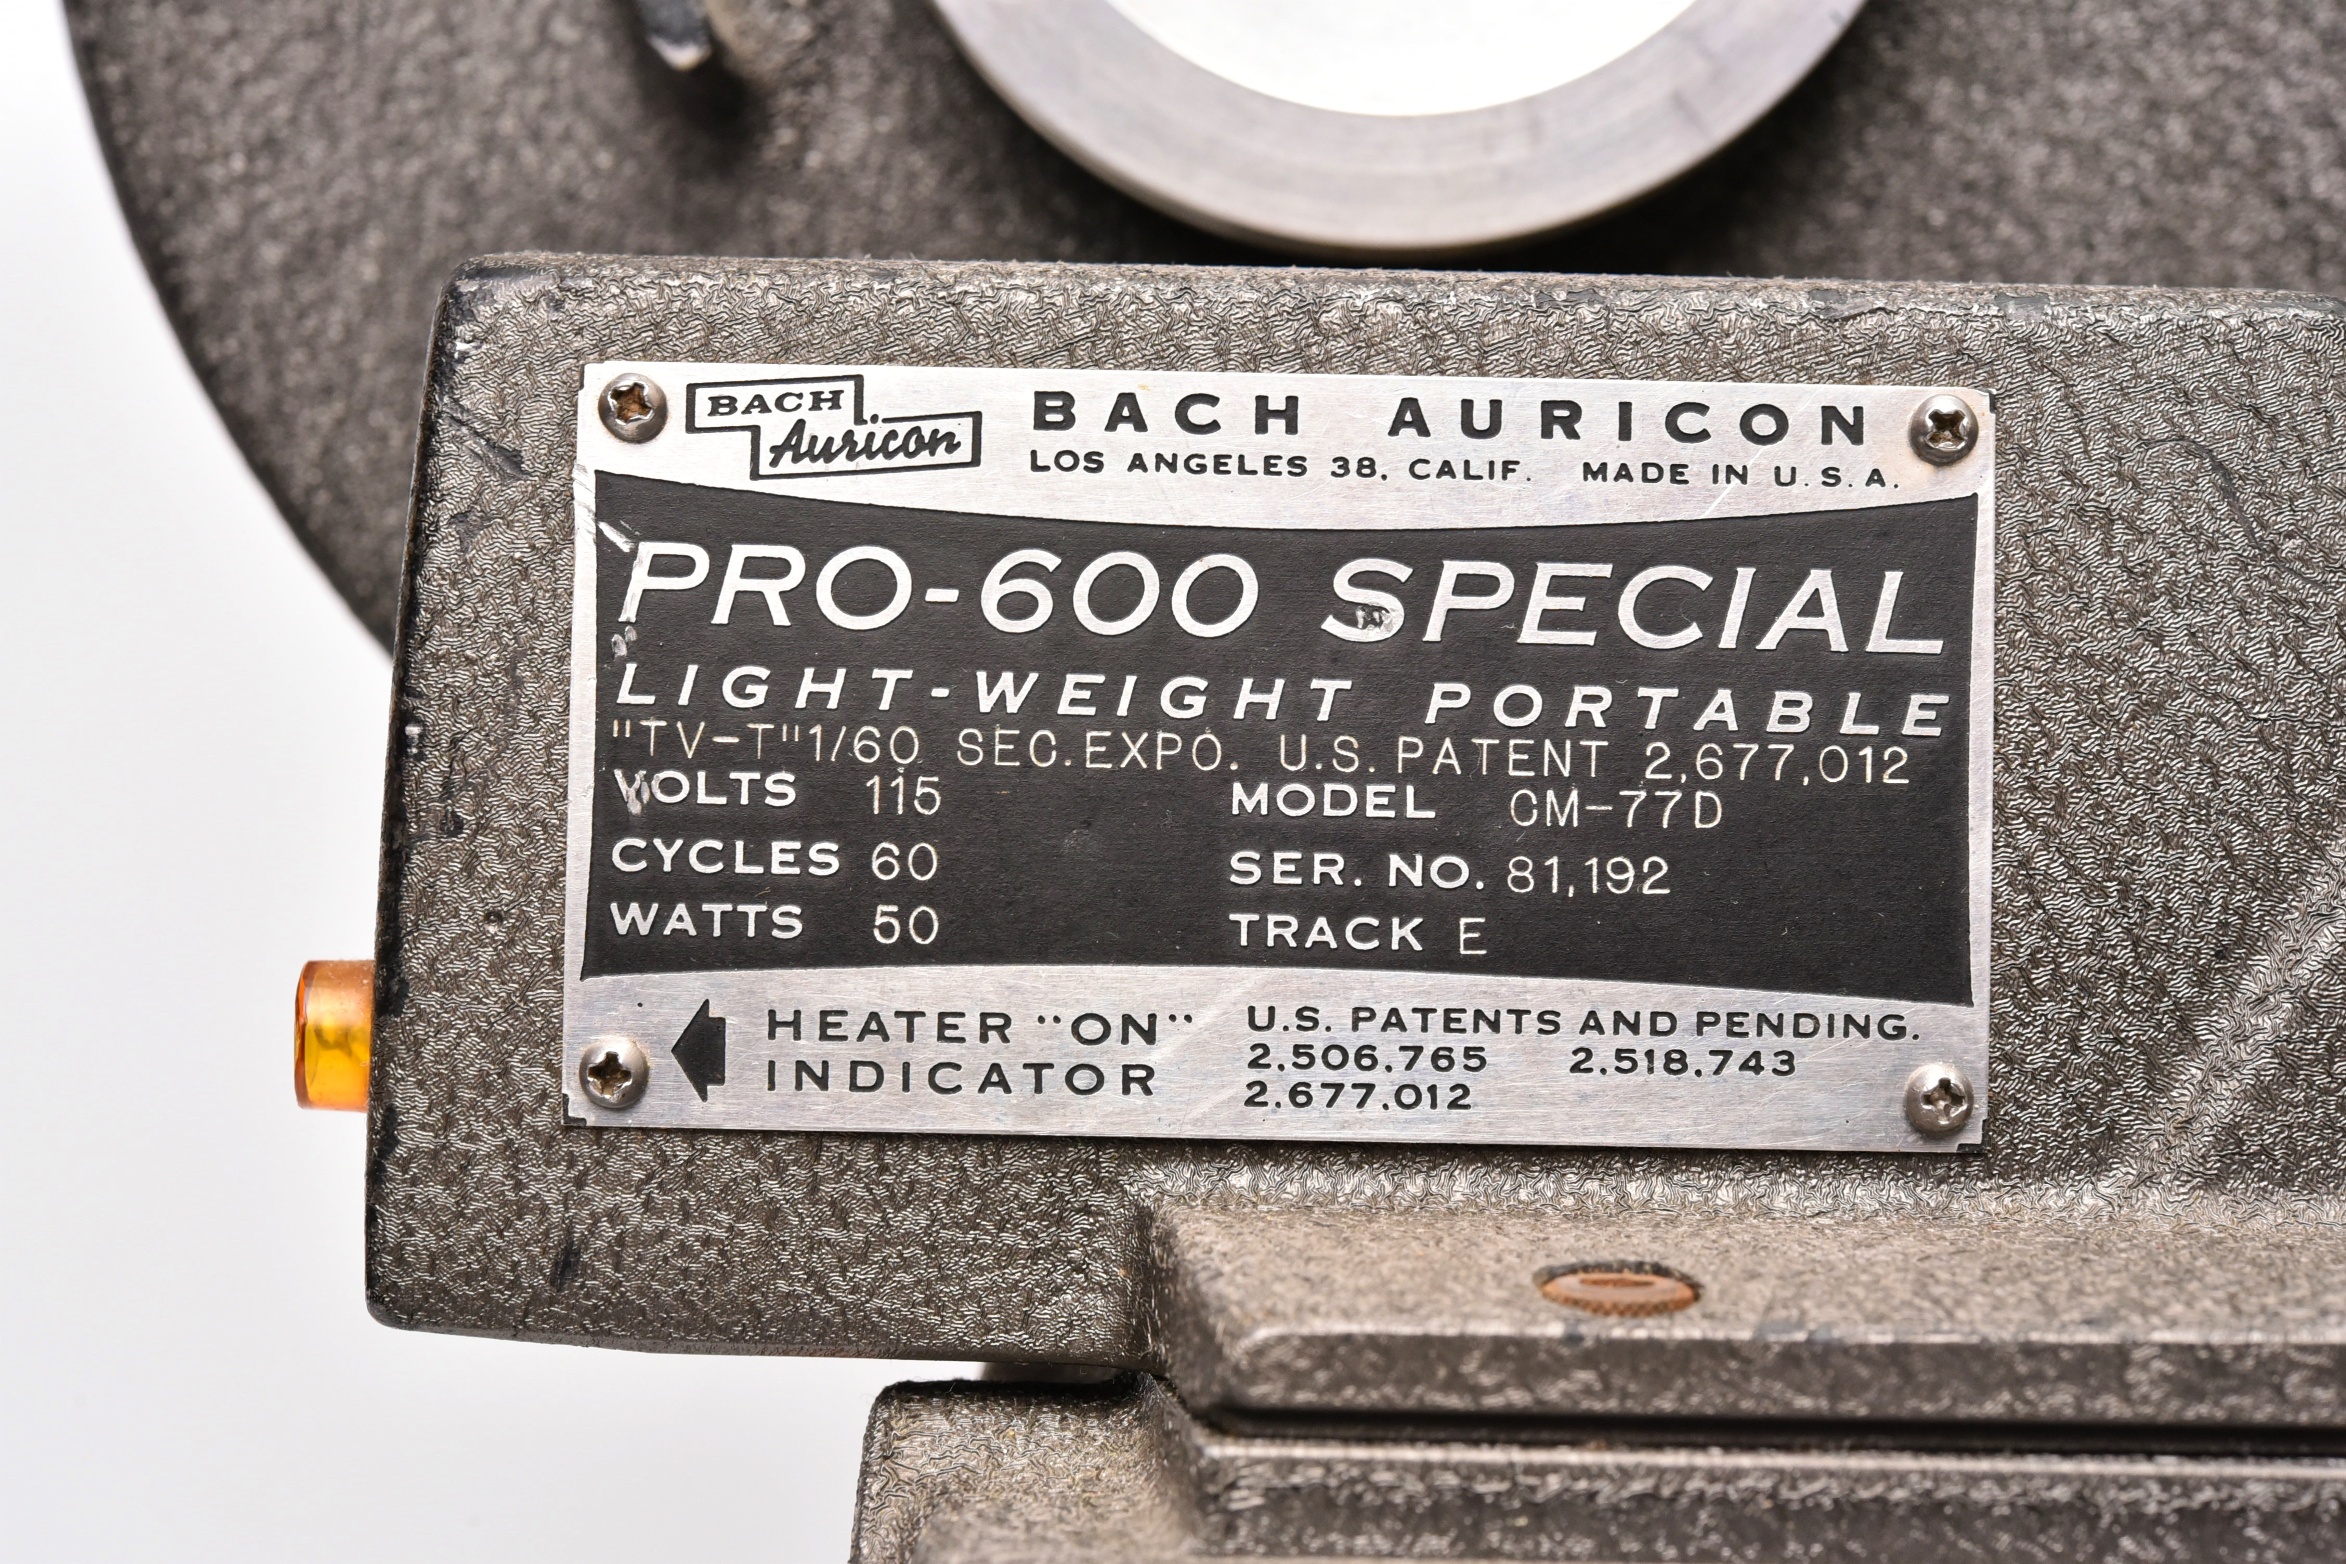 BACH
Auricon
BACH AURICON
LOS ANGELES 38, CALIF. MADE IN U.S.A.
PRO-600 SPECIAL
LIGHT-WEIGHT PORTABLE
"TV-T" 1/60 SEC. EXPO. U.S. PATENT 2,677,012
VOLTS 115 MODEL CM-77D
CYCLES 60 SER. NO. 81,192
WATTS 50 TRACK E
HEATER "ON"
INDICATOR
U.S. PATENTS AND PENDING.
2,506,765 2,518,743
2,677,012